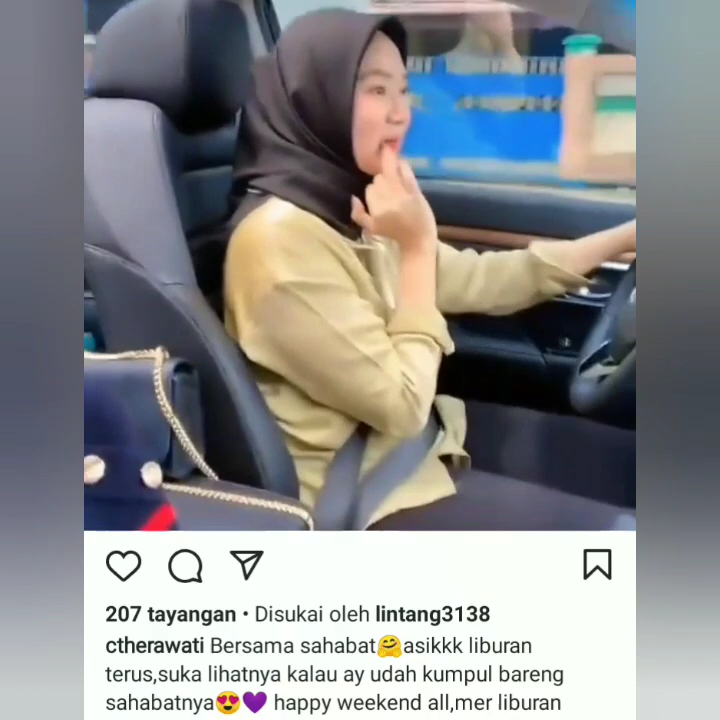 207 tayangan • Disukai oleh lintang3138
ctherawati Bersama sahabat🤗asikkk liburan
terus,suka lihatnya kalau ay udah kumpul bareng
sahabatnya😍💜 happy weekend all,mer liburan